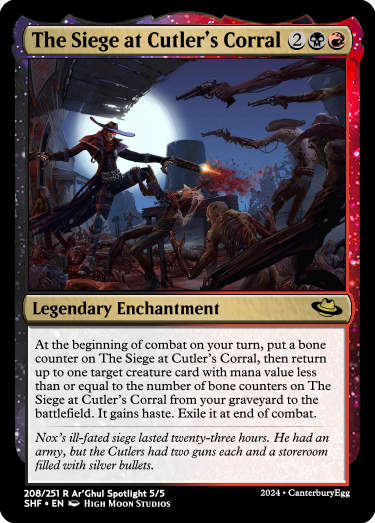 The Siege at Cutler's Corral 2
Legendary Enchantment
At the beginning of combat on your turn, put a bone
counter on The Siege at Cutler's Corral, then return
up to one target creature card with mana value less
than or equal to the number of bone counters on The
Siege at Cutler's Corral from your graveyard to the
battlefield. It gains haste. Exile it at end of combat.
Nox's ill-fated siege lasted twenty-three hours. He had an
army, but the Cutlers had two guns each and a storeroom
filled with silver bullets.
208/251 R Ar'Ghul Spotlight 5/5
SHF • EN High Moon Studios
2024 • CanterburyEgg